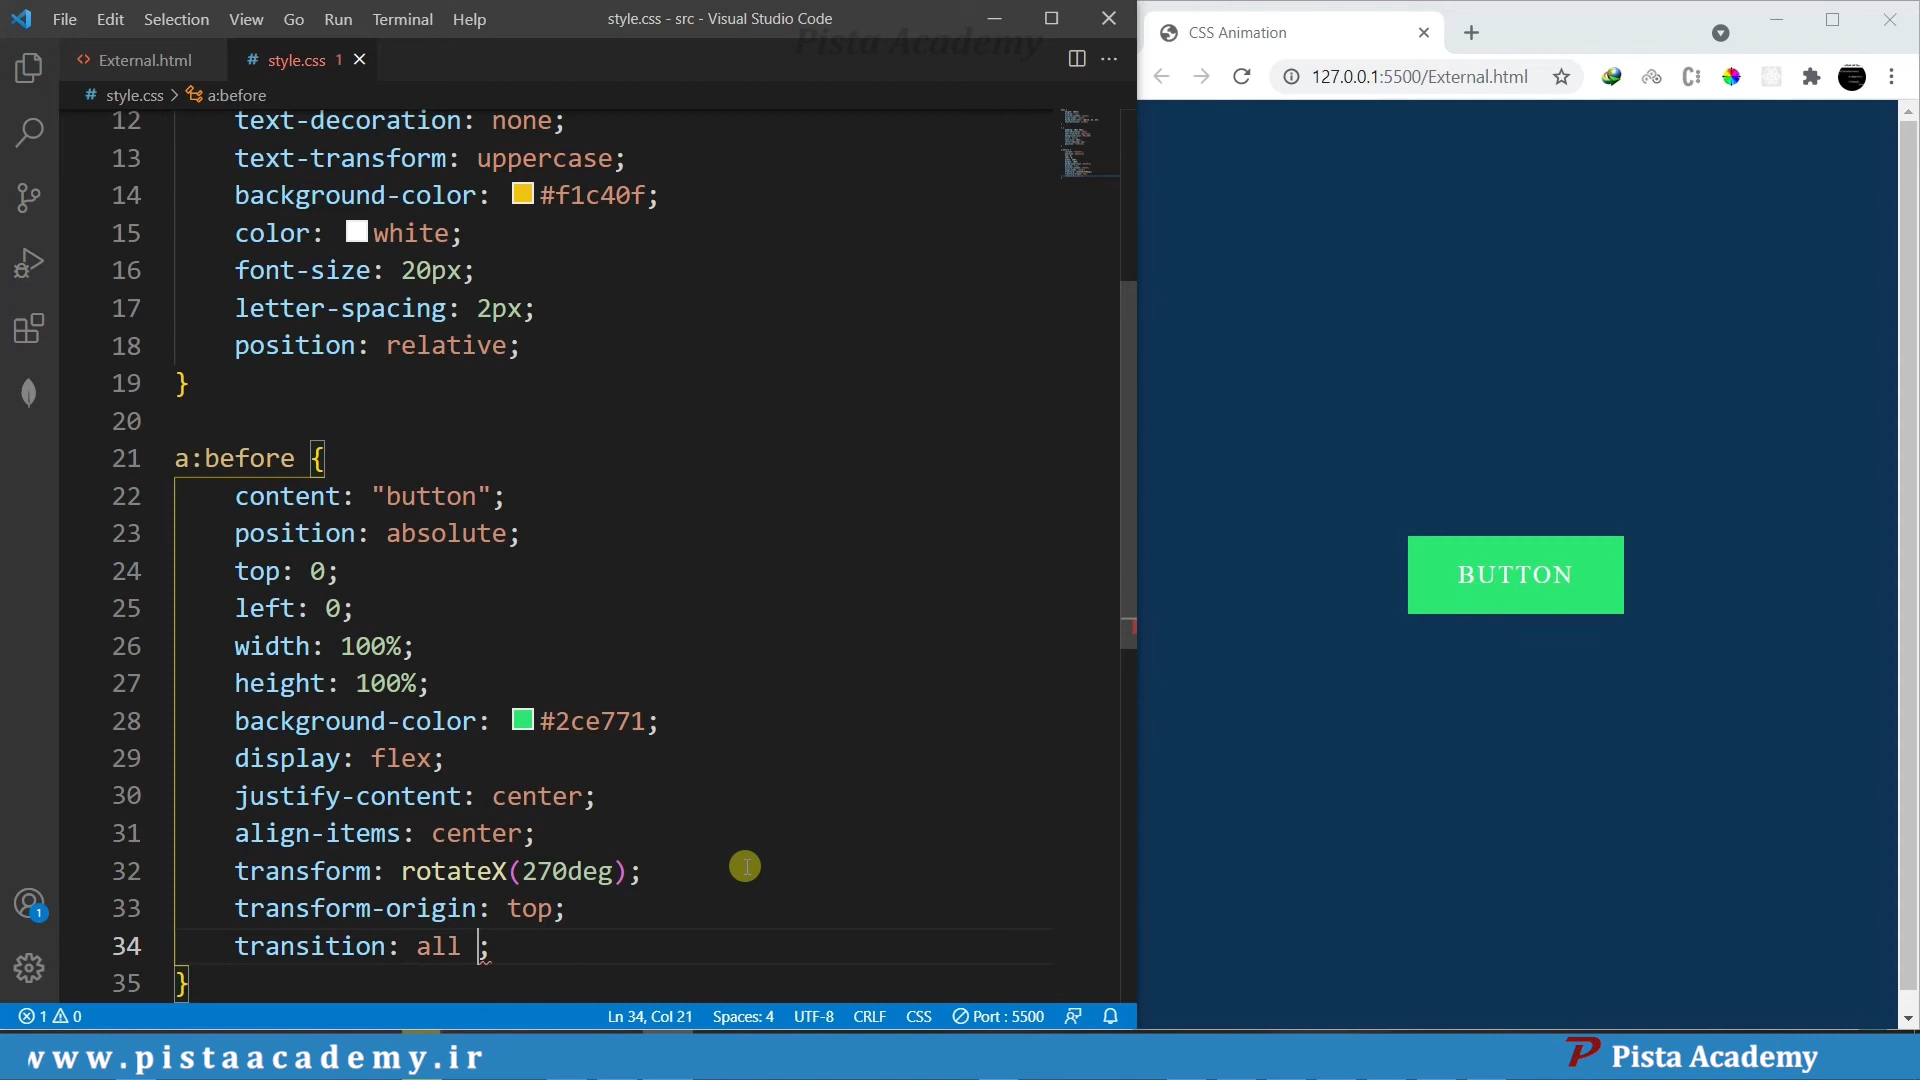 File Edit Selection View Go Run Terminal Help style.css - src - Visual Studio Code
Pista Academy
External.html
style.css 1
style.css > a:before
12 text-decoration: none;
13 text-transform: uppercase;
14 background-color: #f1c40f;
15 color: white;
16 font-size: 20px;
17 letter-spacing: 2px;
18 position: relative;
19 }
20
21 a:before {
22 content: "button";
23 position: absolute;
24 top: 0;
25 left: 0;
26 width: 100%;
27 height: 100%;
28 background-color: #2ce771;
29 display: flex;
30 justify-content: center;
31 align-items: center;
32 transform: rotateX(270deg);
33 transform-origin: top;
34 transition: all ;
35 }
1
1 0 Ln 34, Col 21 Spaces: 4 UTF-8 CRLF CSS Port : 5500
CSS Animation
127.0.0.1:5500/External.html
BUTTON
www.pistaacademy.ir
Pista Academy